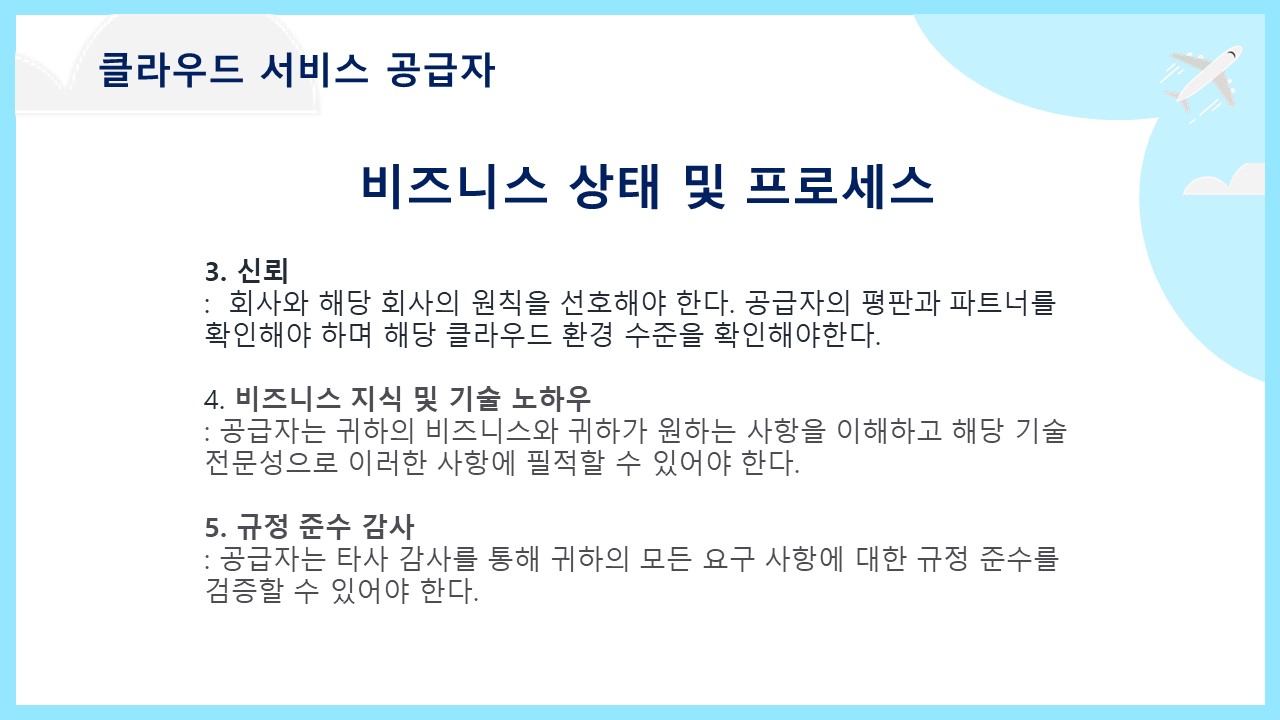 클라우드 서비스 공급자
비즈니스 상태 및 프로세스
3. 신뢰
:  회사와 해당 회사의 원칙을 선호해야 한다. 공급자의 평판과 파트너를
확인해야 하며 해당 클라우드 환경 수준을 확인해야한다.
4. 비즈니스 지식 및 기술 노하우
: 공급자는 귀하의 비즈니스와 귀하가 원하는 사항을 이해하고 해당 기술
전문성으로 이러한 사항에 필적할 수 있어야 한다.
5. 규정 준수 감사
: 공급자는 타사 감사를 통해 귀하의 모든 요구 사항에 대한 규정 준수를
검증할 수 있어야 한다.